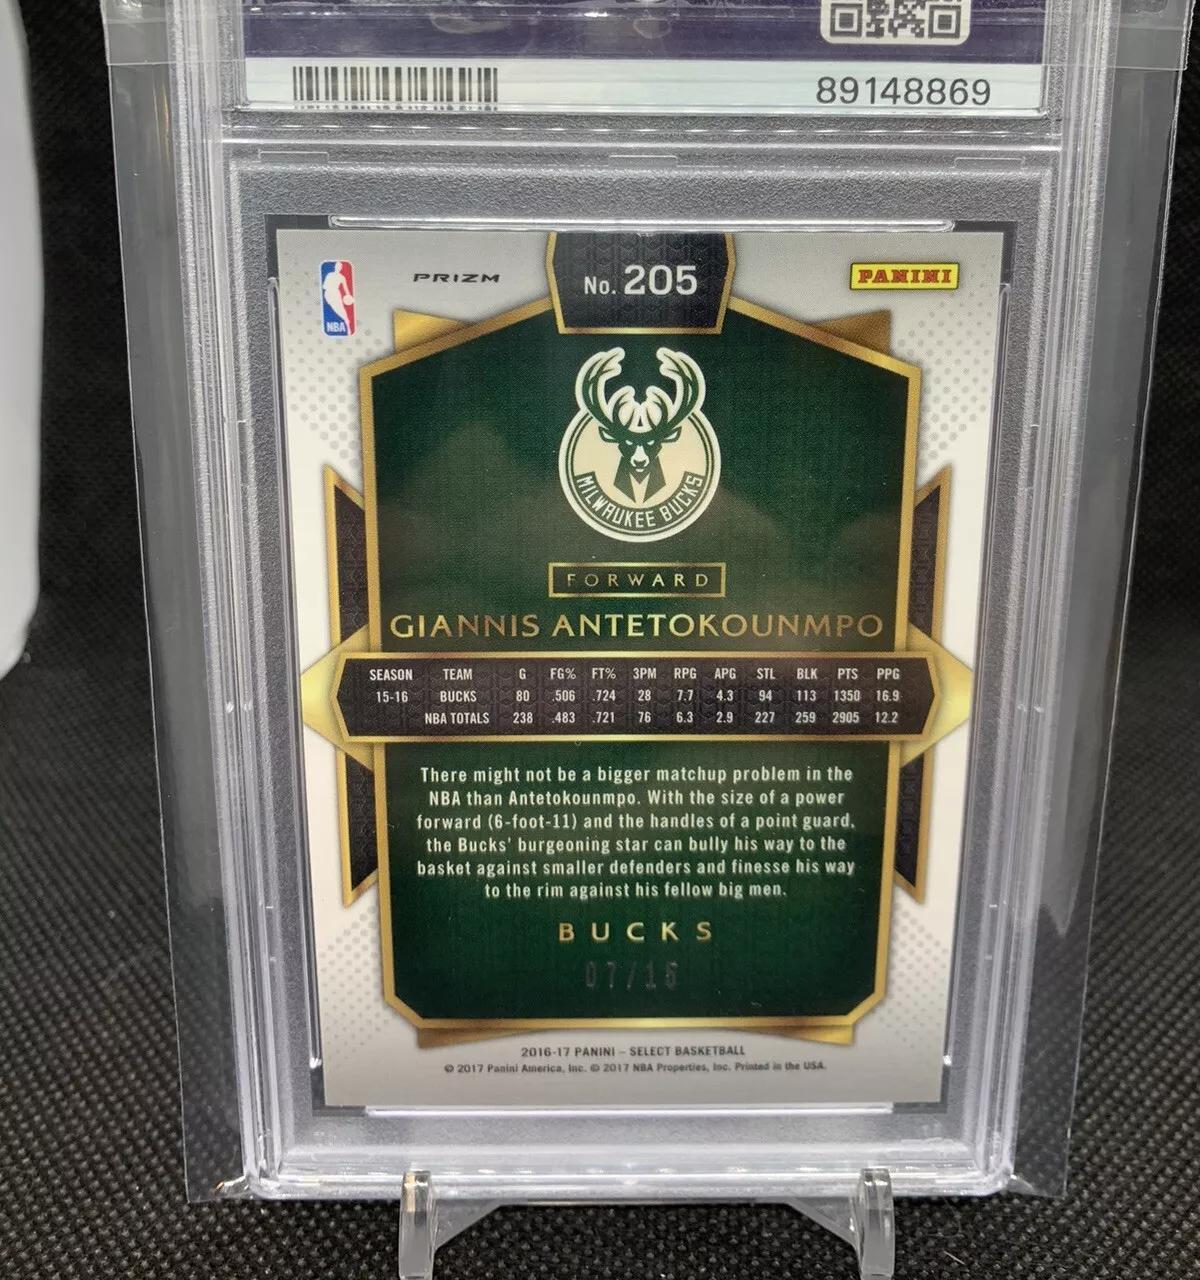 89148869
PRIZM
No. 205
PANINI
NBA
MILWAUKEE BUCKS
FORWARD
GIANNIS ANTETOKOUNMPO
SEASON TEAM G FG% FT% 3PM RPG APG STL BLK PTS PPG
15-16 BUCKS 80 .506 .724 28 7.7 4.3 94 113 1350 16.9
NBA TOTALS 238 .483 .721 76 6.3 2.9 227 259 2905 12.2
There might not be a bigger matchup problem in the
NBA than Antetokounmpo. With the size of a power
forward (6-foot-11) and the handles of a point guard,
the Bucks' burgeoning star can bully his way to the
basket against smaller defenders and finesse his way
to the rim against his fellow big men.
BUCKS
07/15
2016-17 PANINI – SELECT BASKETBALL
© 2017 Panini America, Inc. © 2017 NBA Properties, Inc. Printed in the USA.